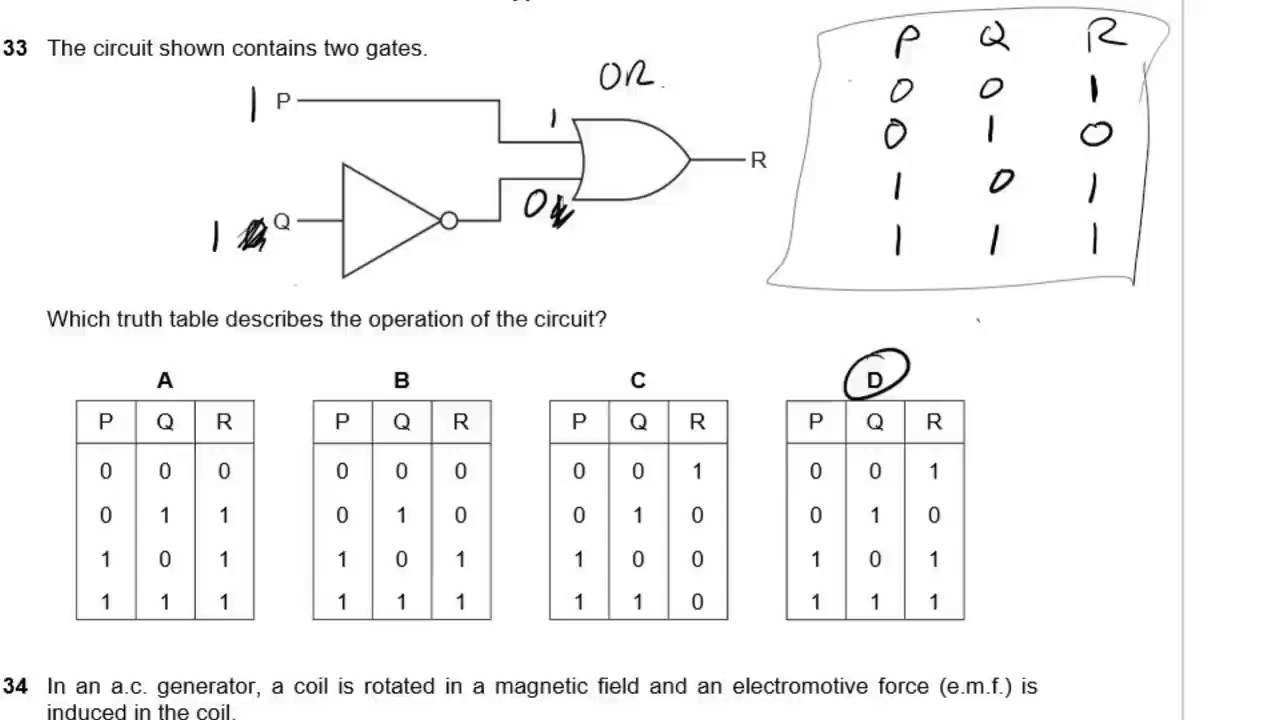 33 The circuit shown contains two gates.
P Q R
0 0 1
0 1 0
1 0 1
1 1 1
OR
1 P
1
R
1 Q
0
Which truth table describes the operation of the circuit?
A B C D
P Q R P Q R P Q R P Q R
0 0 0 0 0 0 0 0 1 0 0 1
0 1 1 0 1 0 0 1 0 0 1 0
1 0 1 1 0 1 1 0 0 1 0 1
1 1 1 1 1 1 1 1 0 1 1 1
34 In an a.c. generator, a coil is rotated in a magnetic field and an electromotive force (e.m.f.) is
induced in the coil.